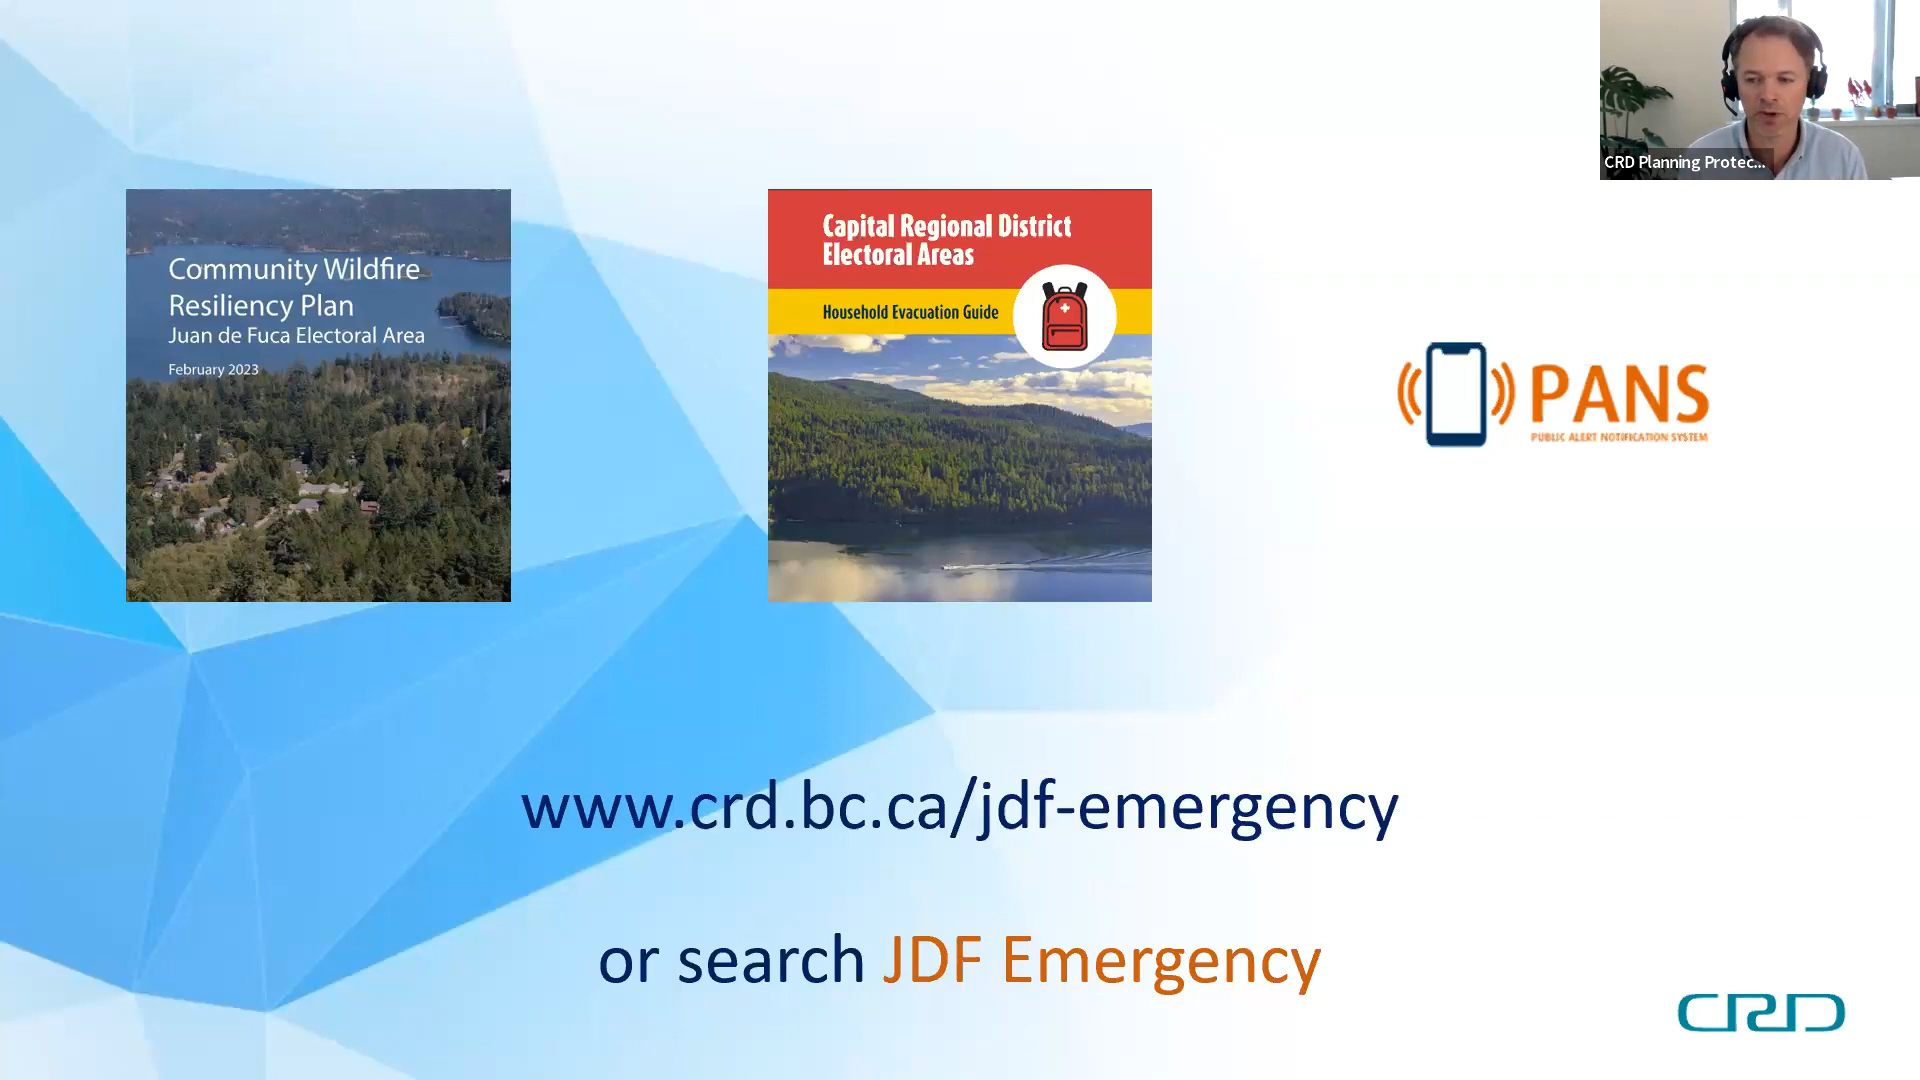 CRD Planning Protec...
Community Wildfire
Resiliency Plan
Juan de Fuca Electoral Area
February 2023
Capital Regional District
Electoral Areas
Household Evacuation Guide
PANS
PUBLIC ALERT NOTIFICATION SYSTEM
www.crd.bc.ca/jdf-emergency
or search JDF Emergency
CRD